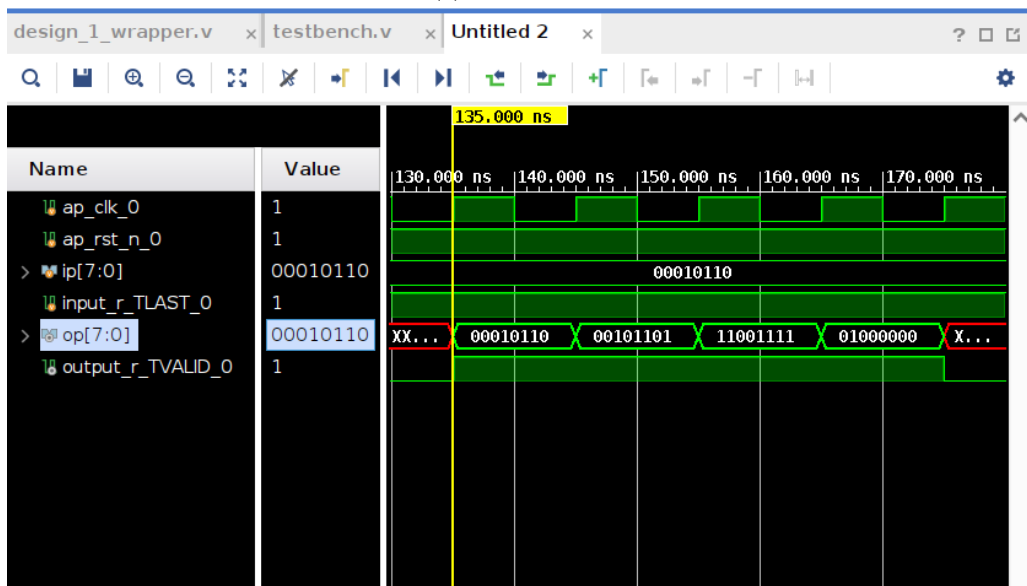 design_1_wrapper.v × testbench.v × Untitled 2 × ?
135.000 ns
Name Value |130.000 ns |140.000 ns |150.000 ns |160.000 ns |170.000 ns
ap_clk_0 1
ap_rst_n_0 1
> ip[7:0] 00010110 00010110
input_r_TLAST_0 1
> op[7:0] 00010110 XX... 00010110 00101101 11001111 01000000 X...
output_r_TVALID_0 1